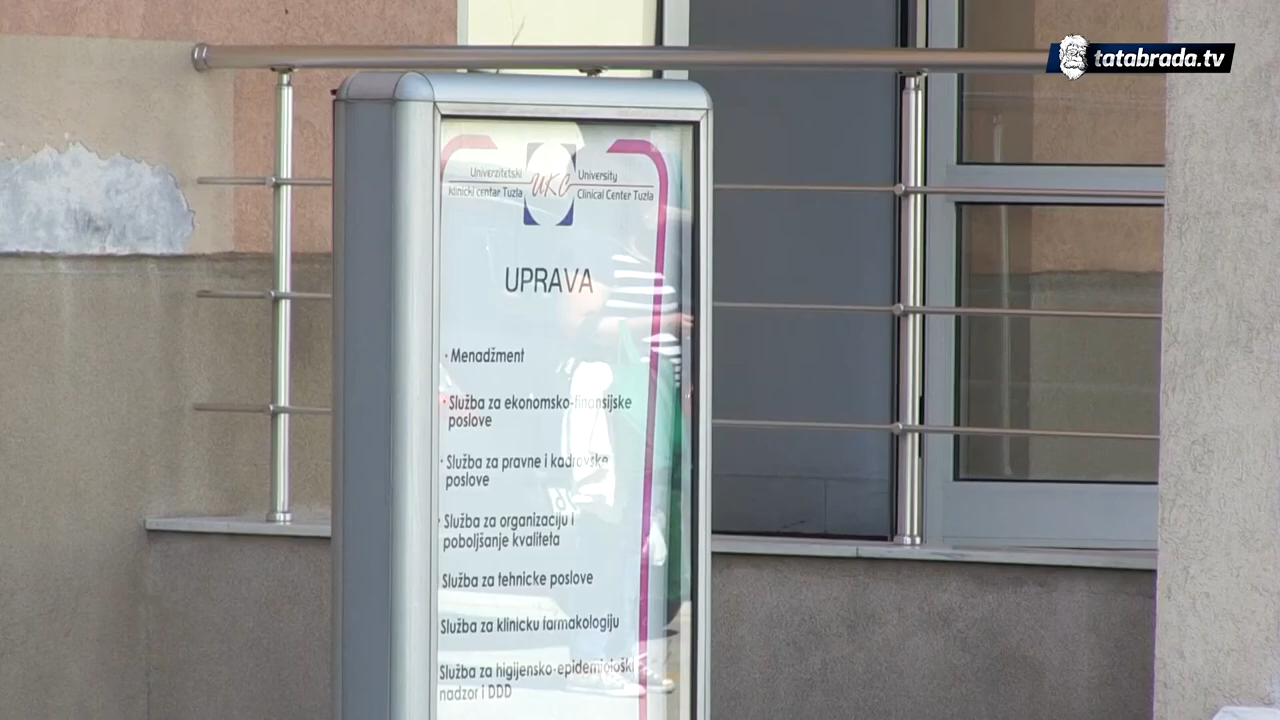 tatabrada.tv
Univerzitetski
klinički centar Tuzla
UKC
University
Clinical Center Tuzla
UPRAVA
· Menadžment
· Služba za ekonomsko-finansijske
poslove
· Služba za pravne i kadrovske
poslove
· Služba za organizaciju i
poboljšanje kvaliteta
Služba za tehničke poslove
Služba za kliničku farmakologiju
Služba za higijensko-epidemiološki
nadzor i DDD